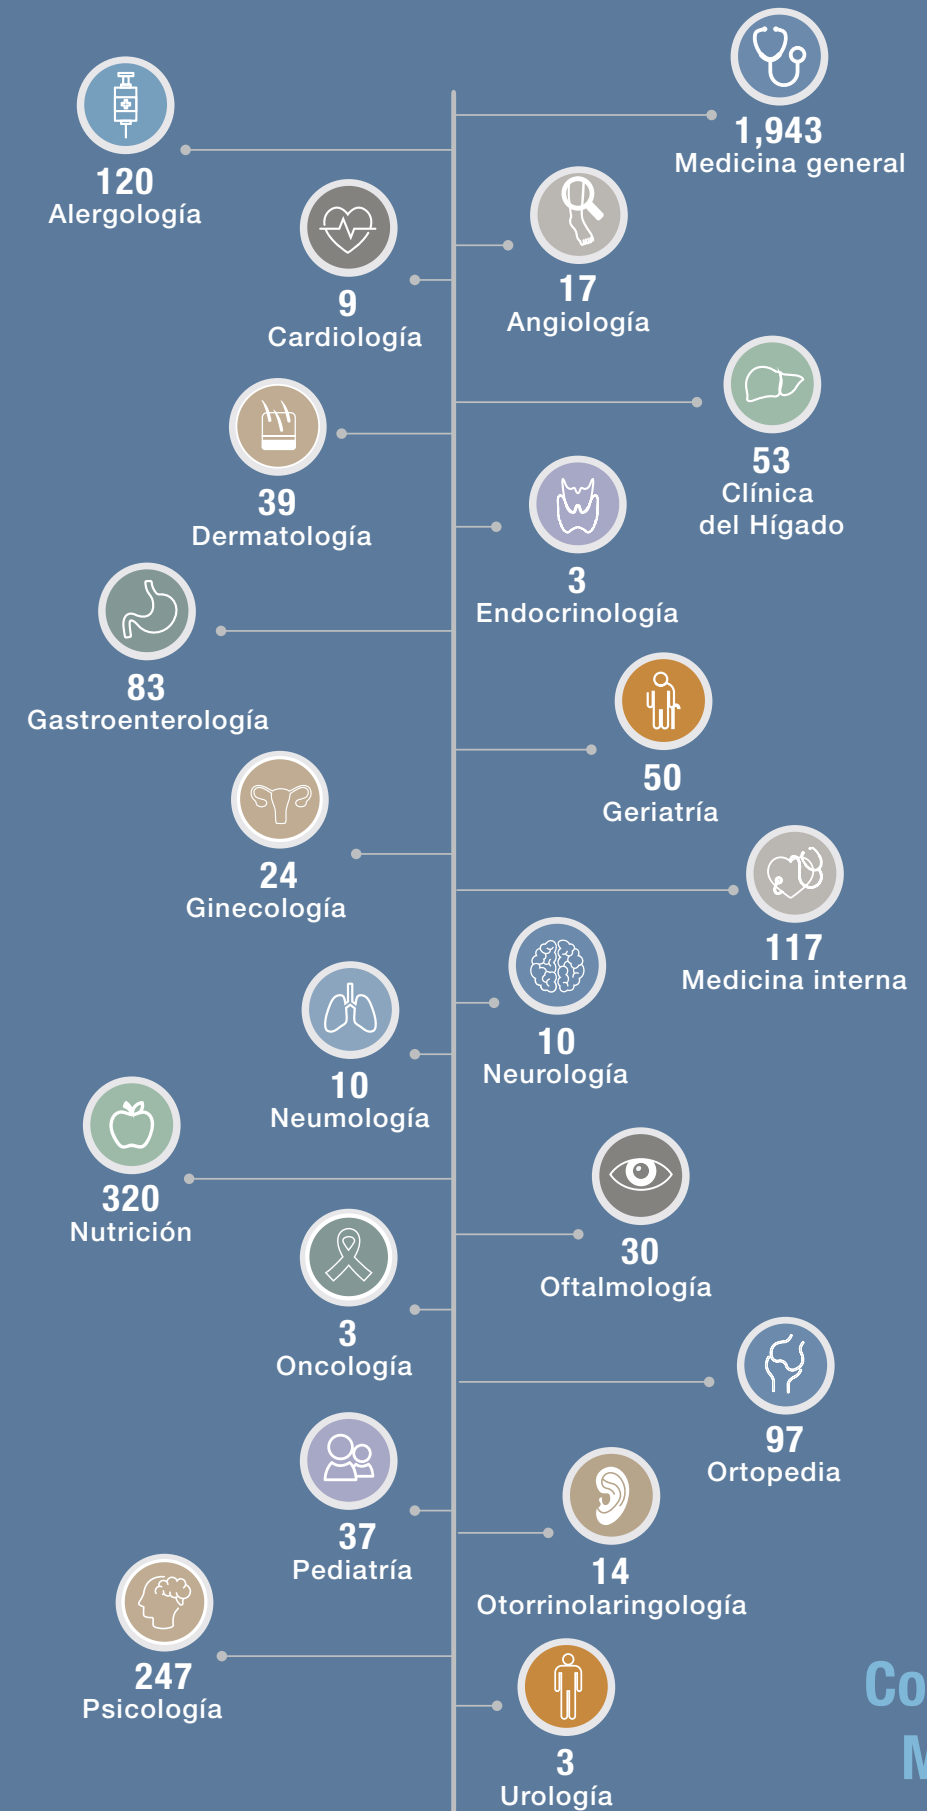 1,943
Medicina general
120
Alergología
17
Angiología
9
Cardiología
53
Clínica
del Hígado
39
Dermatología
3
Endocrinología
83
Gastroenterología
50
Geriatría
24
Ginecología
117
Medicina interna
10
Neurología
10
Neumología
320
Nutrición
30
Oftalmología
3
Oncología
97
Ortopedia
37
Pediatría
14
Otorrinolaringología
247
Psicología
3
Urología